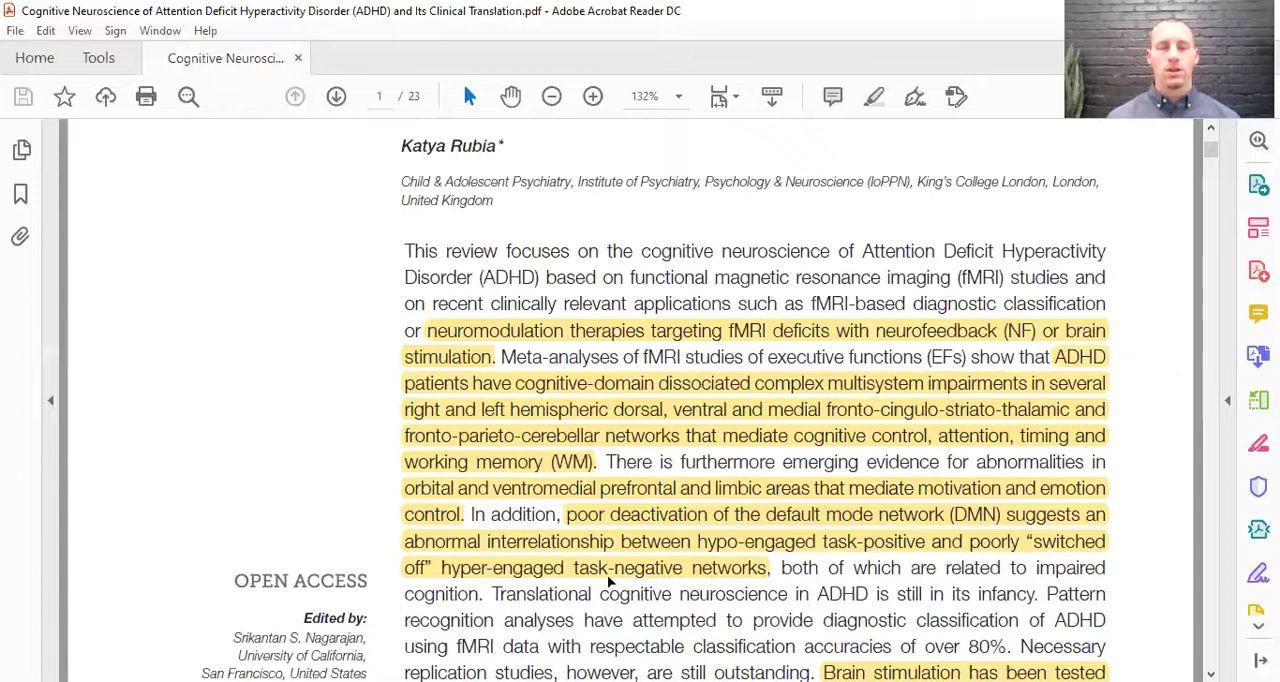 Cognitive Neuroscience of Attention Deficit Hyperactivity Disorder (ADHD) and Its Clinical Translation.pdf - Adobe Acrobat Reader DC
File Edit View Sign Window Help
Home Tools Cognitive Neurosci... ×
1 / 23 132%
Katya Rubia*
Child & Adolescent Psychiatry, Institute of Psychiatry, Psychology & Neuroscience (IoPPN), King's College London, London,
United Kingdom
This review focuses on the cognitive neuroscience of Attention Deficit Hyperactivity
Disorder (ADHD) based on functional magnetic resonance imaging (fMRI) studies and
on recent clinically relevant applications such as fMRI-based diagnostic classification
or neuromodulation therapies targeting fMRI deficits with neurofeedback (NF) or brain
stimulation. Meta-analyses of fMRI studies of executive functions (EFs) show that ADHD
patients have cognitive-domain dissociated complex multisystem impairments in several
right and left hemispheric dorsal, ventral and medial fronto-cingulo-striato-thalamic and
fronto-parieto-cerebellar networks that mediate cognitive control, attention, timing and
working memory (WM). There is furthermore emerging evidence for abnormalities in
orbital and ventromedial prefrontal and limbic areas that mediate motivation and emotion
control. In addition, poor deactivation of the default mode network (DMN) suggests an
abnormal interrelationship between hypo-engaged task-positive and poorly “switched
off” hyper-engaged task-negative networks, both of which are related to impaired
cognition. Translational cognitive neuroscience in ADHD is still in its infancy. Pattern
recognition analyses have attempted to provide diagnostic classification of ADHD
using fMRI data with respectable classification accuracies of over 80%. Necessary
replication studies, however, are still outstanding. Brain stimulation has been tested
OPEN ACCESS
Edited by:
Srikantan S. Nagarajan,
University of California,
San Francisco, United States